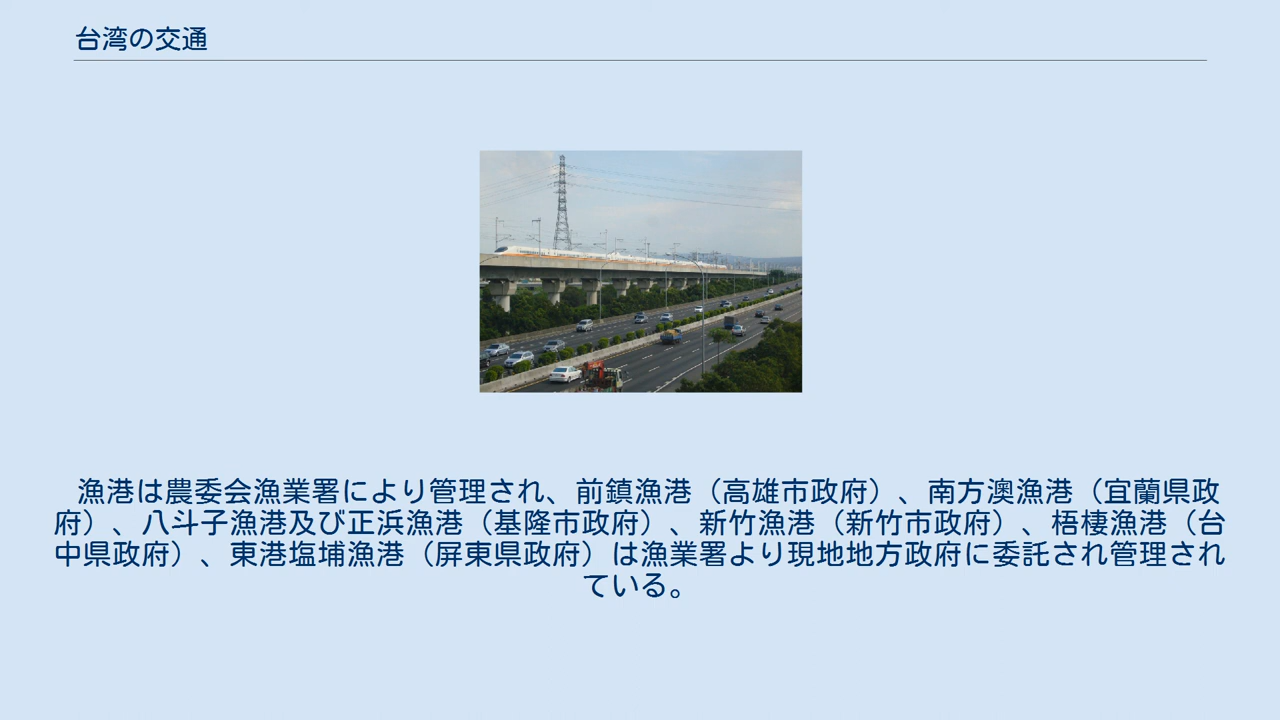 台湾の交通
漁港は農委会漁業署により管理され、前鎮漁港（高雄市政府）、南方澳漁港（宜蘭県政
府）、八斗子漁港及び正浜漁港（基隆市政府）、新竹漁港（新竹市政府）、梧棲漁港（台
中県政府）、東港塩埔漁港（屏東県政府）は漁業署より現地地方政府に委託され管理され
ている。